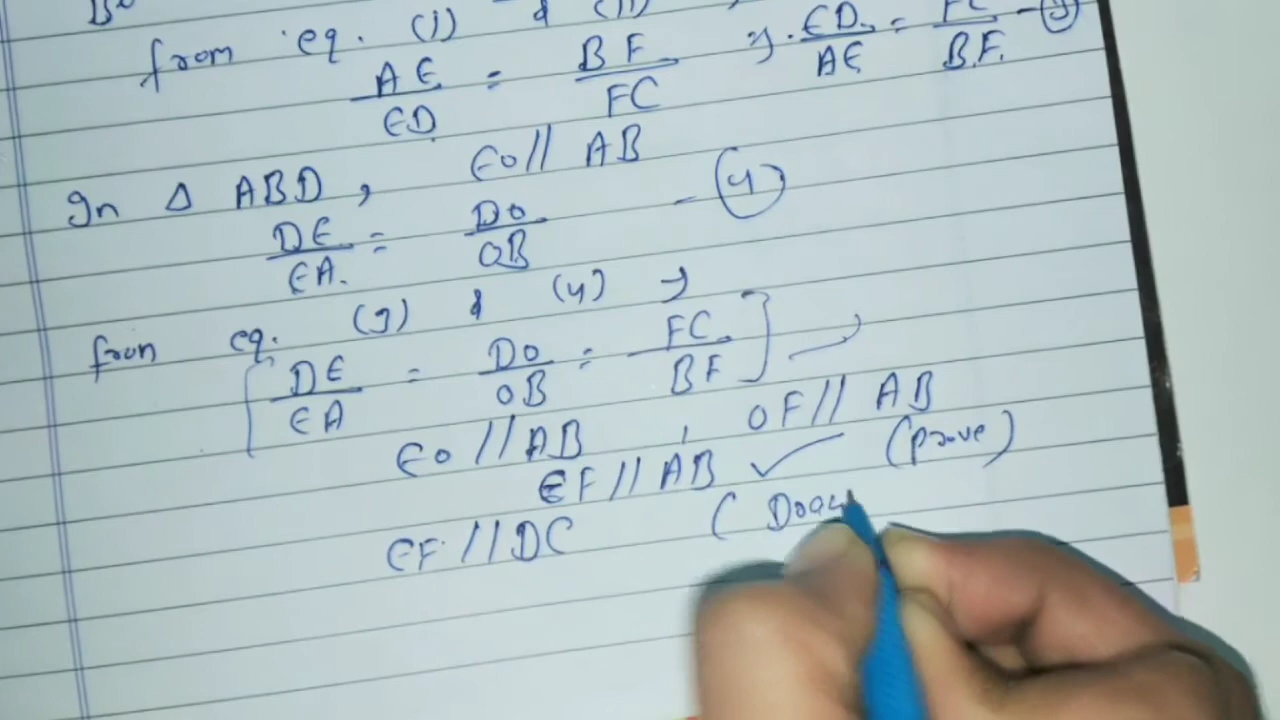 from eq. (i) & (ii)
AE/ED = BF/FC ⇒ ED/AE = FC/BF - (3)
In Δ ABD, EO // AB
DE/EA. = DO/OB - (4)
from eq. (3) & (4) ⇒
[DE/EA = DO/OB = FC/BF]
EO // AB , OF // AB
EF // AB ✓ (Prove)
EF // DC (